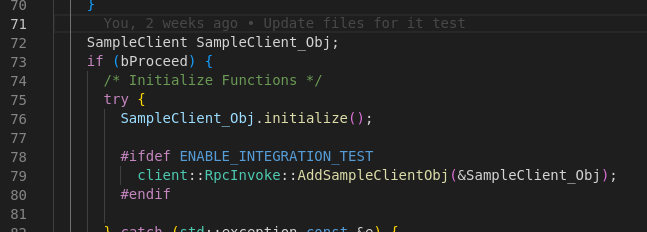 70 }
71 You, 2 weeks ago • Update files for it test
72 SampleClient SampleClient_Obj;
73 if (bProceed) {
74 /* Initialize Functions */
75 try {
76 SampleClient_Obj.initialize();
77
78 #ifdef ENABLE_INTEGRATION_TEST
79 client::RpcInvoke::AddSampleClientObj(&SampleClient_Obj);
80 #endif
81
82 } catch (std::exception const &e) {